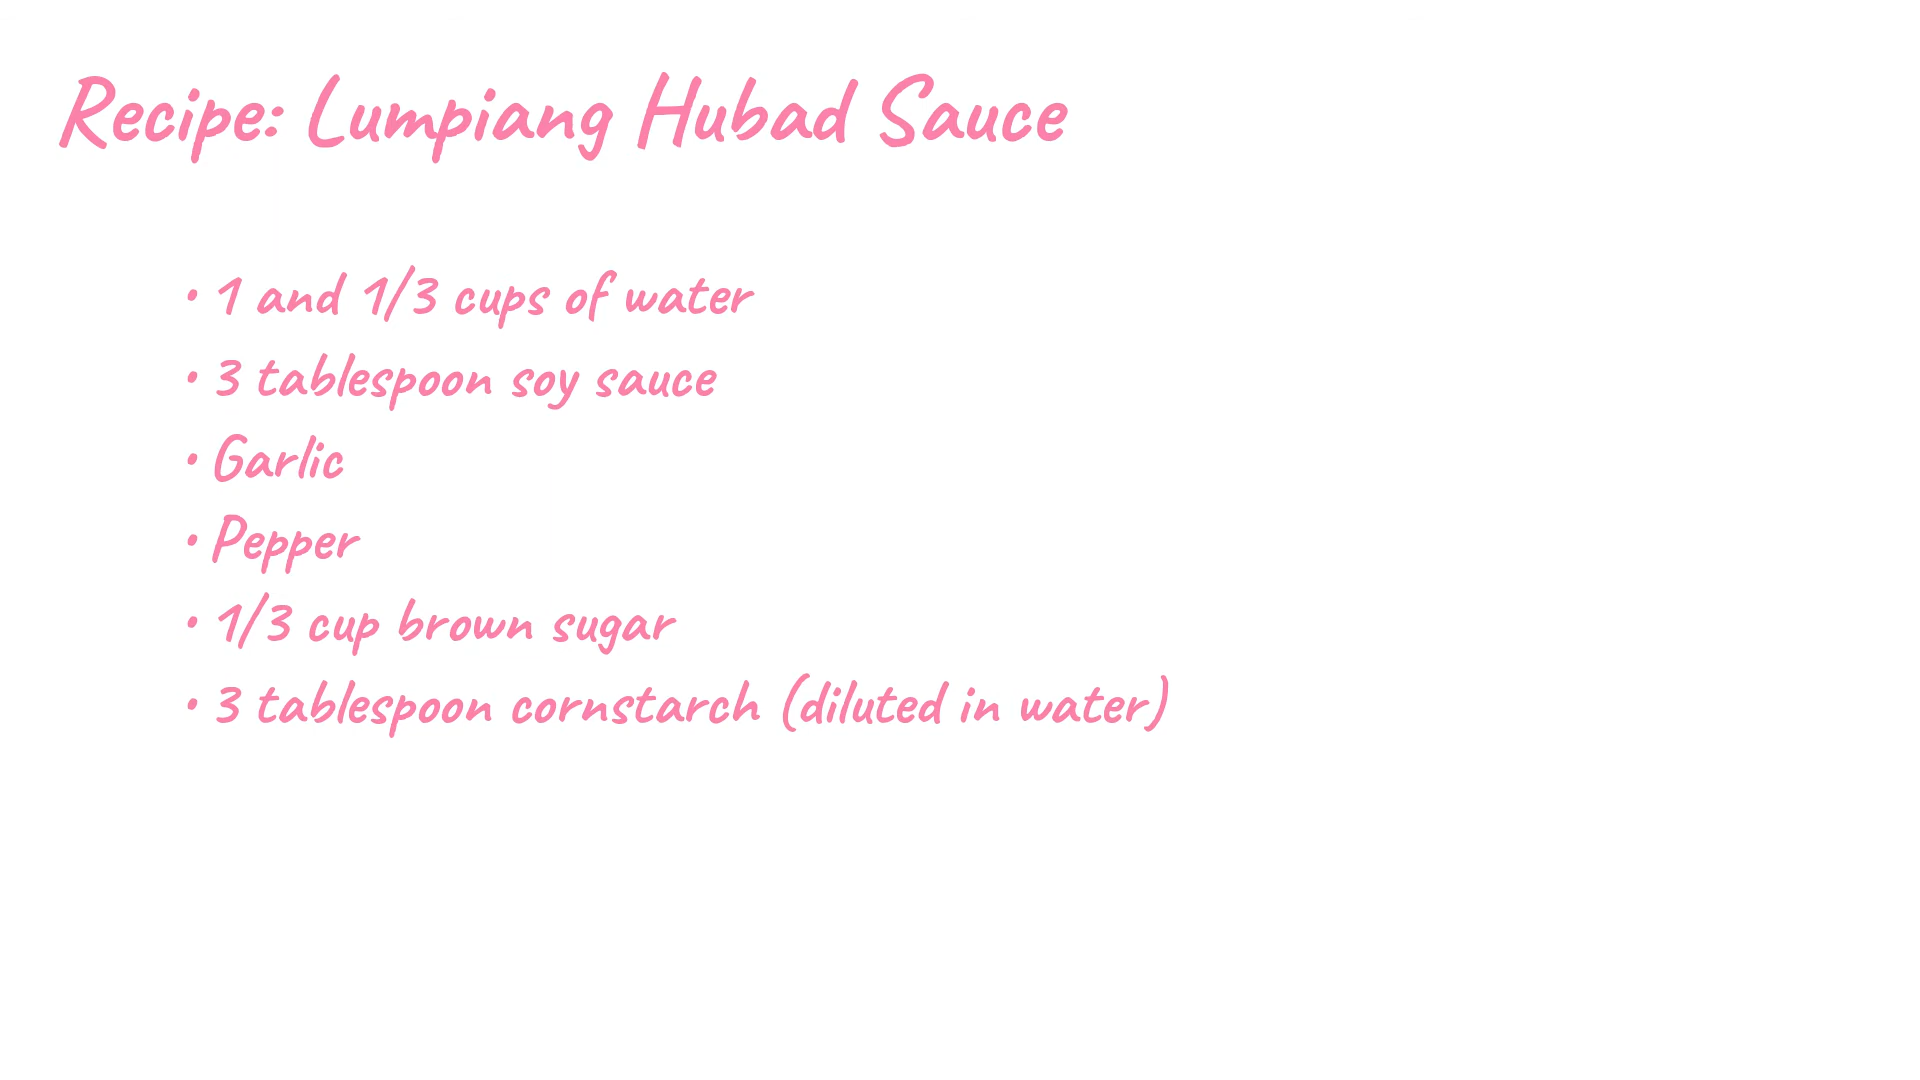 Recipe: Lumpiang Hubad Sauce
• 1 and 1/3 cups of water
• 3 tablespoon soy sauce
• Garlic
• Pepper
• 1/3 cup brown sugar
• 3 tablespoon cornstarch (diluted in water)